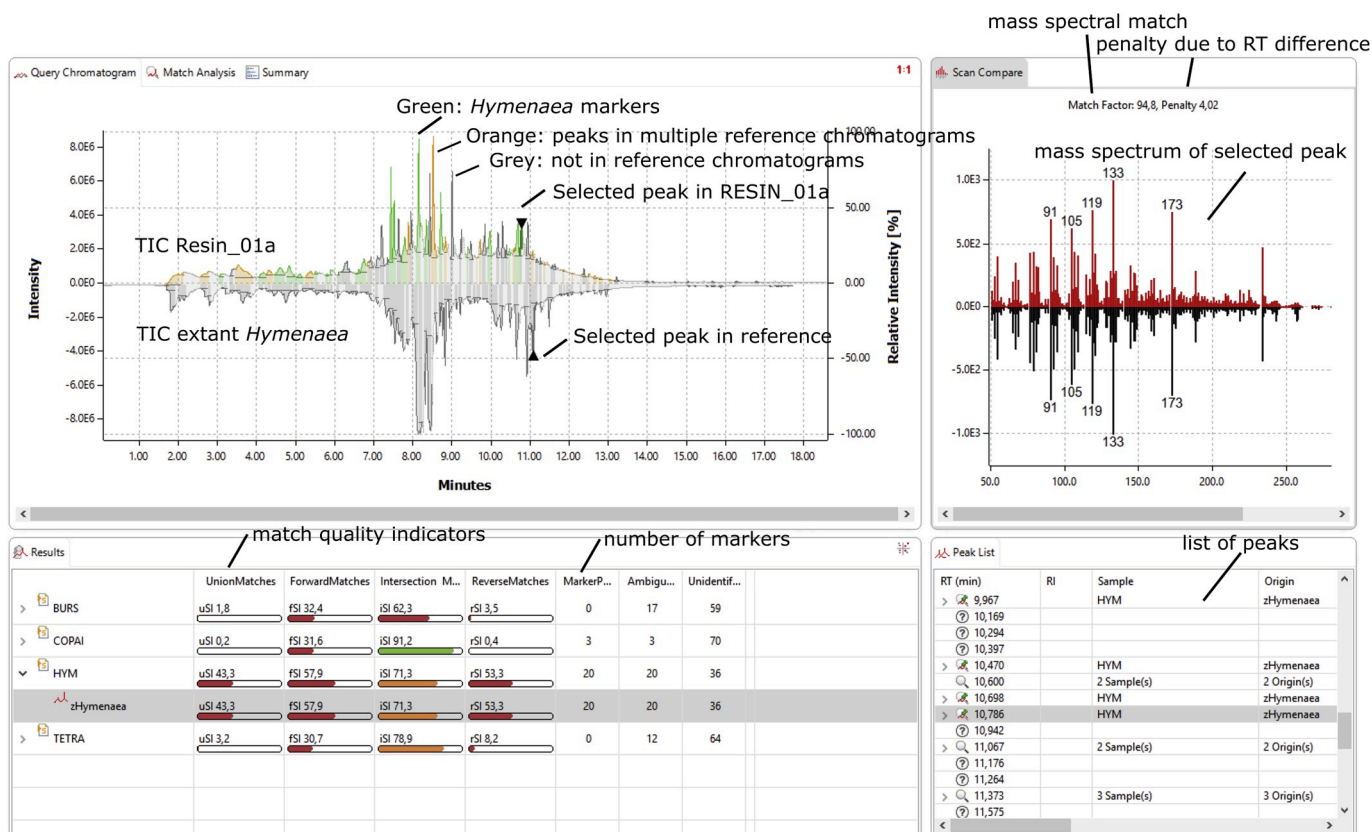 mass spectral match
penalty due to RT difference
Query Chromatogram Match Analysis Summary 1:1
Scan Compare
Match Factor: 94,8, Penalty 4,02
Green: Hymenaea markers
Orange: peaks in multiple reference chromatograms
Grey: not in reference chromatograms
Selected peak in RESIN_01a
TIC Resin_01a
TIC extant Hymenaea
Selected peak in reference
Intensity
8.0E6
6.0E6
4.0E6
2.0E6
0.0E0
-2.0E6
-4.0E6
-6.0E6
-8.0E6
100.00
50.00
0.00
-50.00
-100.00
Relative Intensity [%]
1.00 2.00 3.00 4.00 5.00 6.00 7.00 8.00 9.00 10.00 11.00 12.00 13.00 14.00 15.00 16.00 17.00 18.00
Minutes
mass spectrum of selected peak
1.0E3
5.0E2
0.0E0
-5.0E2
-1.0E3
91 105 119 133 173
91 105 119 133 173
50.0 100.0 150.0 200.0 250.0
match quality indicators
number of markers
Results
UnionMatches ForwardMatches Intersection M... ReverseMatches MarkerP... Ambigu... Unidentif...
BURS uSI 1,8 fSI 32,4 iSI 62,3 rSI 3,5 0 17 59
COPAI uSI 0,2 fSI 31,6 iSI 91,2 rSI 0,4 3 3 70
HYM uSI 43,3 fSI 57,9 iSI 71,3 rSI 53,3 20 20 36
zHymenaea uSI 43,3 fSI 57,9 iSI 71,3 rSI 53,3 20 20 36
TETRA uSI 3,2 fSI 30,7 iSI 78,9 rSI 8,2 0 12 64
list of peaks
Peak List
RT (min) RI Sample Origin
9,967 HYM zHymenaea
10,169
10,294
10,397
10,470 HYM zHymenaea
10,600 2 Sample(s) 2 Origin(s)
10,698 HYM zHymenaea
10,786 HYM zHymenaea
10,942
11,067 2 Sample(s) 2 Origin(s)
11,176
11,264
11,373 3 Sample(s) 3 Origin(s)
11,575